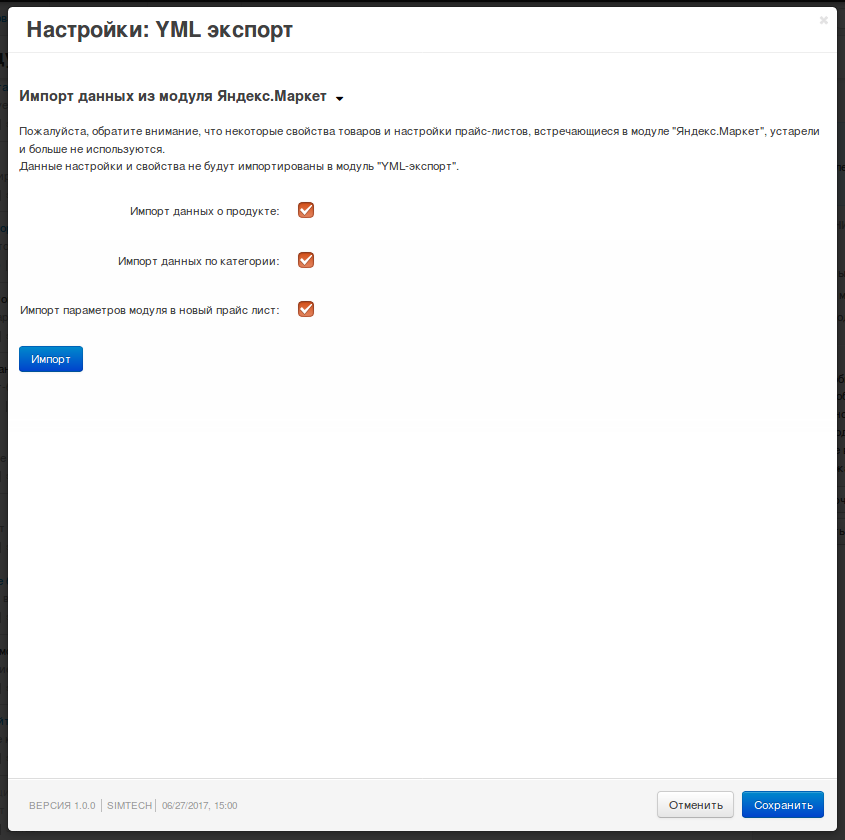 Настройки: YML экспорт
Импорт данных из модуля Яндекс.Маркет
Пожалуйста, обратите внимание, что некоторые свойства товаров и настройки прайс-листов, встречающиеся в модуле "Яндекс.Маркет", устарели
и больше не используются.
Данные настройки и свойства не будут импортированы в модуль "YML-экспорт".
Импорт данных о продукте:
Импорт данных по категории:
Импорт параметров модуля в новый прайс лист:
Импорт
ВЕРСИЯ 1.0.0 | SIMTECH | 06/27/2017, 15:00
Отменить
Сохранить